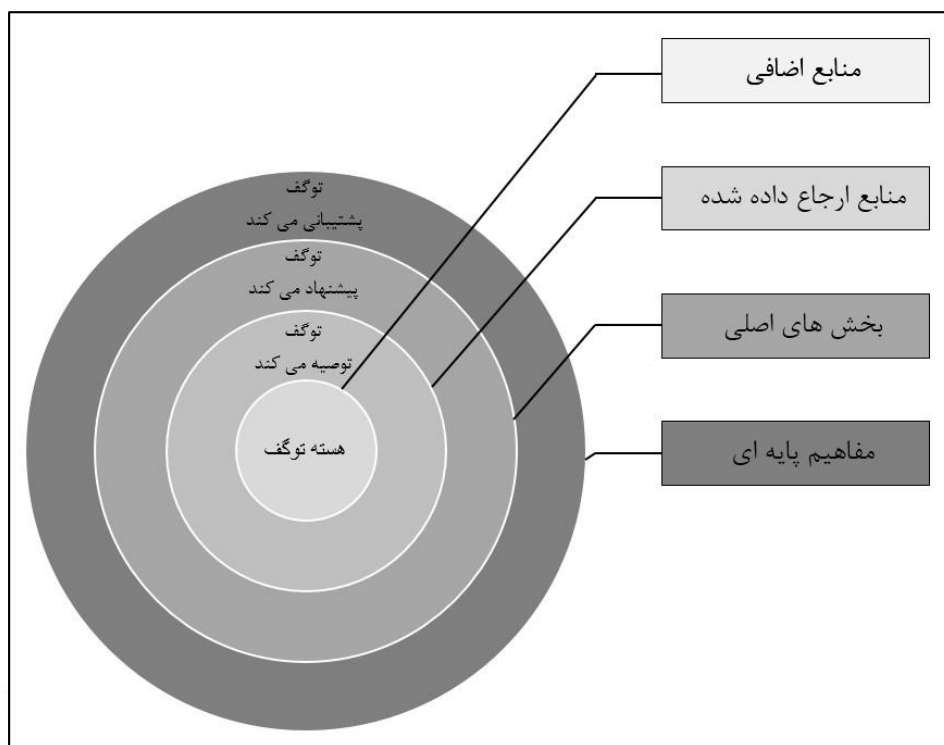 منابع اضافی
منابع ارجاع داده شده
بخش های اصلی
مفاهیم پایه ای
توگف
پشتیبانی می کند
توگف
پیشنهاد می کند
توگف
توصیه می کند
هسته توگف